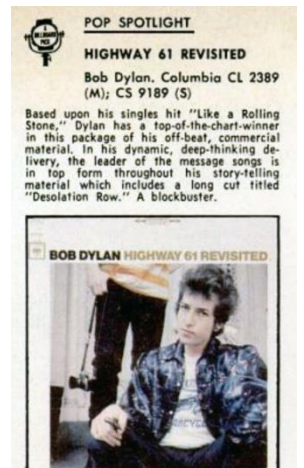 BILLBOARD
PICK
POP SPOTLIGHT
HIGHWAY 61 REVISITED
Bob Dylan. Columbia CL 2389
(M); CS 9189 (S)
Based upon his singles hit "Like a Rolling
Stone," Dylan has a top-of-the-chart-winner
in this package of his off-beat, commercial
material. In his dynamic, deep-thinking de-
livery, the leader of the message songs is
in top form throughout his story-telling
material which includes a long cut titled
"Desolation Row." A blockbuster.
BOB DYLAN HIGHWAY 61 REVISITED